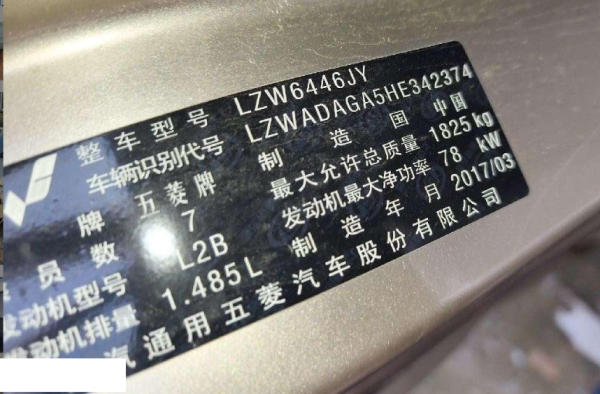 整车型号 LZW6446JY
车辆识别代号 LZWADAGA5HE342374
牌 五菱牌 制造国 中国
员数 7 最大允许总质量 1825 kg
发动机型号 L2B 发动机最大净功率 78 kW
发动机排量 1.485L 制造年月 2017/03
汽通用五菱汽车股份有限公司